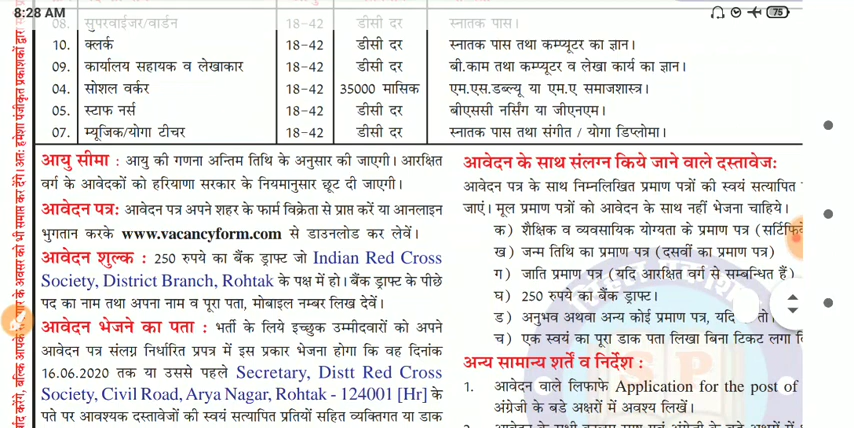 8:28 AM
75
08. सुपरवाईजर/वार्डन 18-42 डीसी दर स्नातक पास।
10. क्लर्क 18-42 डीसी दर स्नातक पास तथा कम्प्यूटर का ज्ञान।
09. कार्यालय सहायक व लेखाकार 18-42 डीसी दर बी.काम तथा कम्प्यूटर व लेखा कार्य का ज्ञान।
04. सोशल वर्कर 18-42 35000 मासिक एम.एस.डब्ल्यू या एम.ए समाजशास्त्र।
05. स्टाफ नर्स 18-42 डीसी दर बीएससी नर्सिंग या जीएनएम।
07. म्यूजिक/योगा टीचर 18-42 डीसी दर स्नातक पास तथा संगीत / योगा डिप्लोमा।
आयु सीमा : आयु की गणना अन्तिम तिथि के अनुसार की जाएगी। आरक्षित
वर्ग के आवेदकों को हरियाणा सरकार के नियमानुसार छूट दी जाएगी।
आवेदन पत्र: आवेदन पत्र अपने शहर के फार्म विक्रेता से प्राप्त करें या आनलाइन
भुगतान करके www.vacancyform.com से डाउनलोड कर लेवें।
आवेदन शुल्क : 250 रुपये का बैंक ड्राफ्ट जो Indian Red Cross
Society, District Branch, Rohtak के पक्ष में हो। बैंक ड्राफ्ट के पीछे
पद का नाम तथा अपना नाम व पूरा पता, मोबाईल नम्बर लिख देवें।
आवेदन भेजने का पता : भर्ती के लिये इच्छुक उम्मीदवारों को अपने
आवेदन पत्र संलग्न निर्धारित प्रपत्र में इस प्रकार भेजना होगा कि वह दिनांक
16.06.2020 तक या उससे पहले Secretary, Distt Red Cross
Society, Civil Road, Arya Nagar, Rohtak - 124001 [Hr] के
पते पर आवश्यक दस्तावेजों की स्वयं सत्यापित प्रतियों सहित व्यक्तिगत या डाक
आवेदन के साथ संलग्न किये जाने वाले दस्तावेज:
आवेदन पत्र के साथ निम्नलिखित प्रमाण पत्रों की स्वयं सत्यापित
जाएं। मूल प्रमाण पत्रों को आवेदन के साथ नहीं भेजना चाहिये।
क) शैक्षिक व व्यवसायिक योग्यता के प्रमाण पत्र
ख) जन्म तिथि का प्रमाण पत्र (दसवीं का प्रमाण पत्र)
ग) जाति प्रमाण पत्र (यदि आरक्षित वर्ग से सम्बन्धित हैं)
घ) 250 रुपये का बैंक ड्राफ्ट।
ड) अनुभव अथवा अन्य कोई प्रमाण पत्र, यदि
च) एक स्वयं का पूरा डाक पता लिखा बिना टिकट लगा
अन्य सामान्य शर्तें व निर्देश :
1. आवेदन वाले लिफाफे Application for the post of
अंग्रेजी के बडे अक्षरों में अवश्य लिखें।